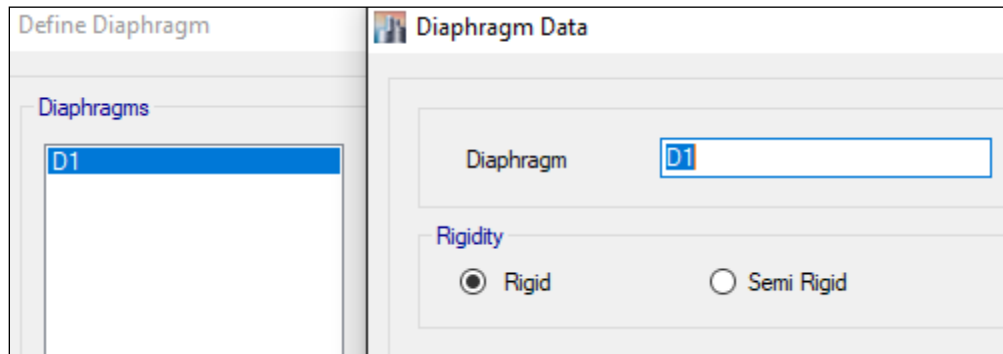 Define Diaphragm
Diaphragms
D1
Diaphragm Data
Diaphragm D1
Rigidity
Rigid Semi Rigid